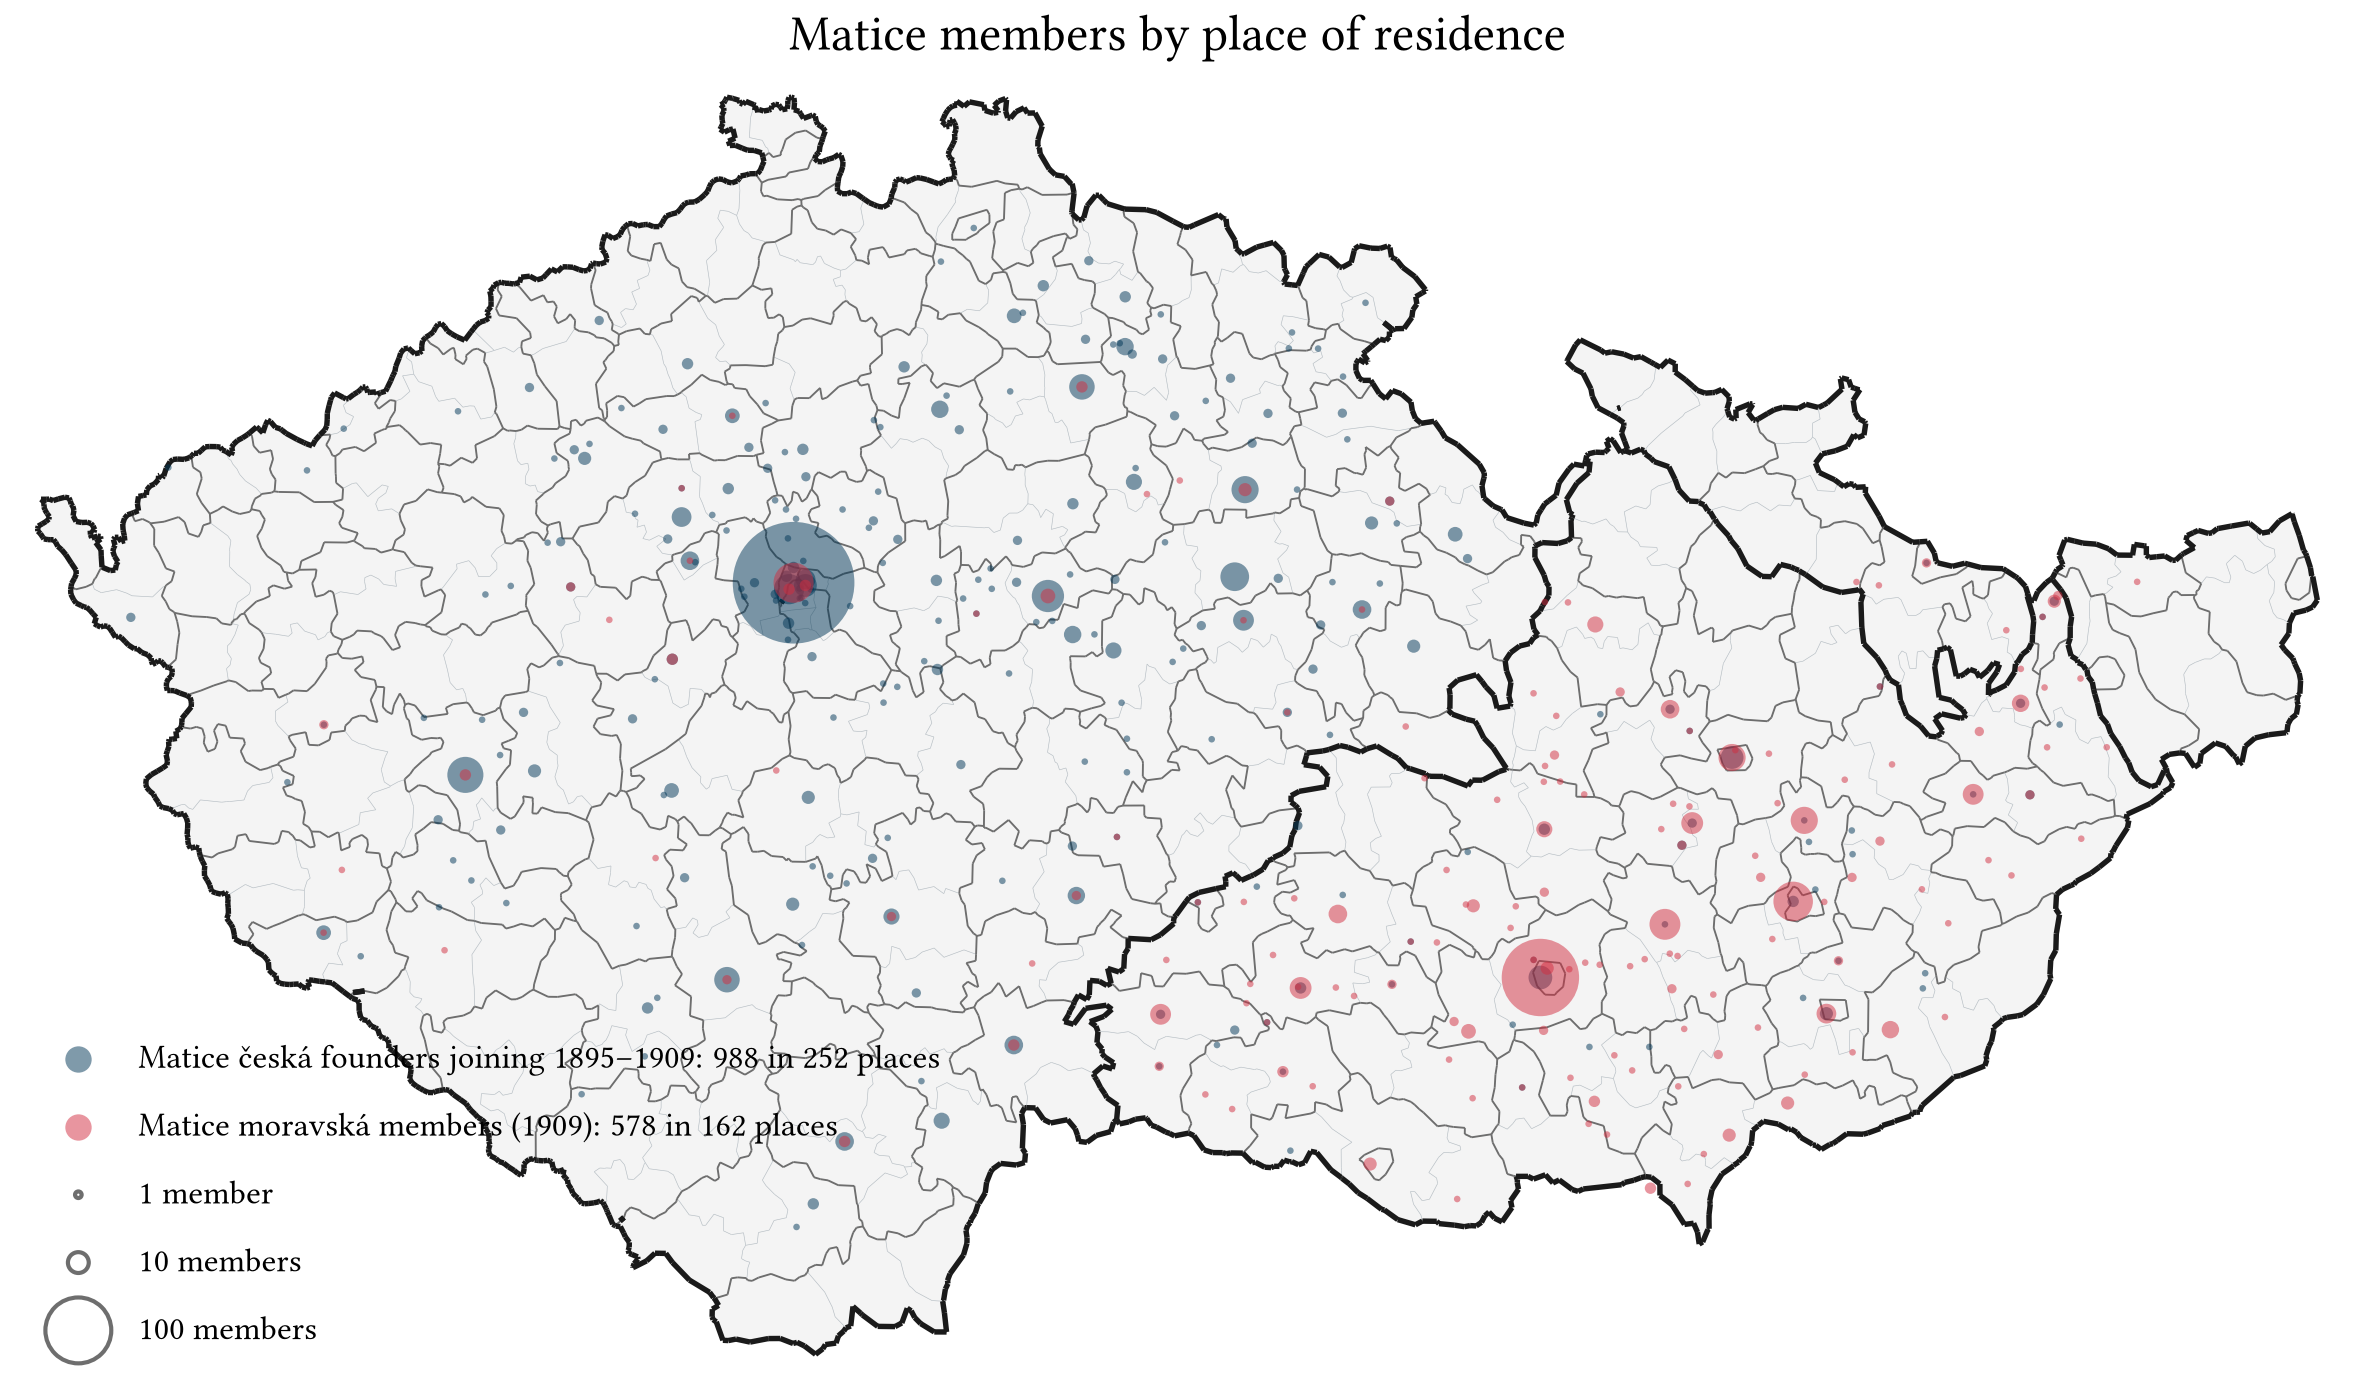 Matice members by place of residence
Matice česká founders joining 1895–1909: 988 in 252 places
Matice moravská members (1909): 578 in 162 places
1 member
10 members
100 members